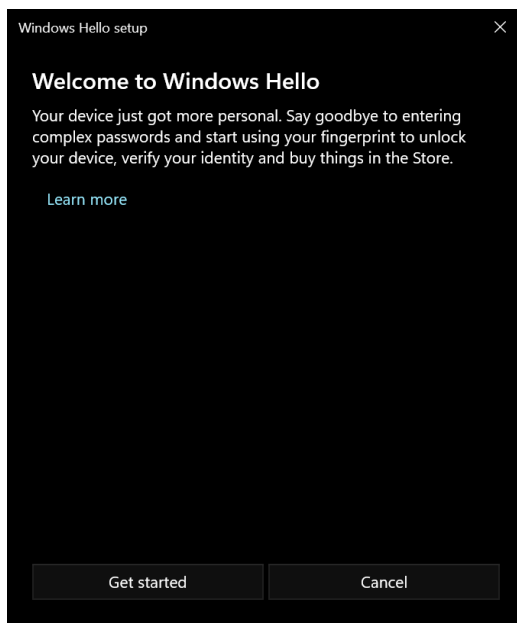 Windows Hello setup
Welcome to Windows Hello
Your device just got more personal. Say goodbye to entering
complex passwords and start using your fingerprint to unlock
your device, verify your identity and buy things in the Store.
Learn more
Get started
Cancel